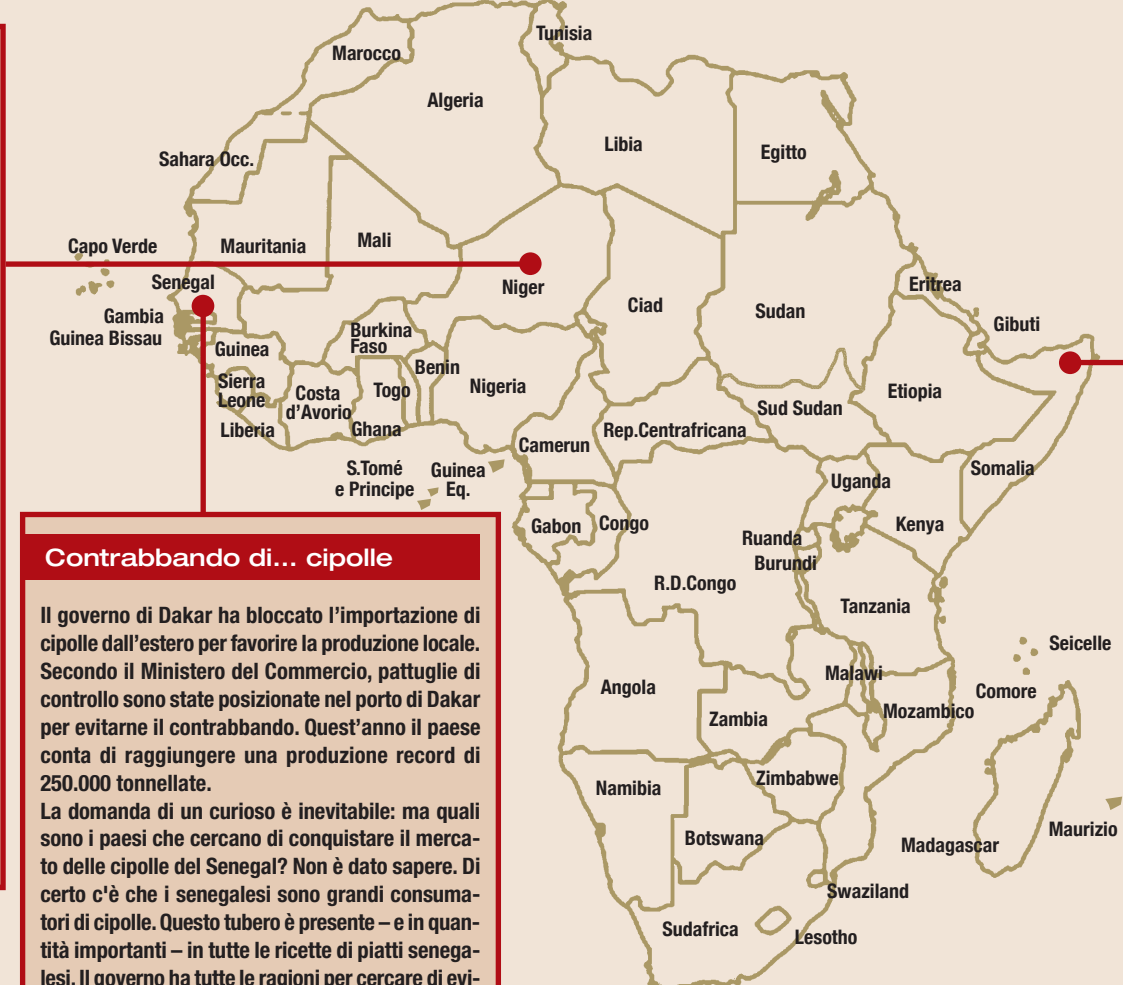 Tunisia
Marocco
Algeria
Libia
Egitto
Sahara Occ.
Capo Verde
Mauritania
Mali
Senegal
Niger
Eritrea
Gambia
Ciad
Sudan
Gibuti
Guinea Bissau
Guinea
Burkina
Faso
Benin
Sierra
Leone
Costa
d'Avorio
Togo
Nigeria
Etiopia
Sud Sudan
Liberia
Ghana
Camerun
Rep.Centrafricana
S.Tomé
e Principe
Guinea
Eq.
Uganda
Somalia
Gabon
Congo
Kenya
Ruanda
Burundi
R.D.Congo
Tanzania
Seicelle
Angola
Malawi
Comore
Zambia
Mozambico
Namibia
Zimbabwe
Botswana
Madagascar
Maurizio
Swaziland
Sudafrica
Lesotho
Contrabbando di... cipolle
Il governo di Dakar ha bloccato l'importazione di
cipolle dall'estero per favorire la produzione locale.
Secondo il Ministero del Commercio, pattuglie di
controllo sono state posizionate nel porto di Dakar
per evitarne il contrabbando. Quest'anno il paese
conta di raggiungere una produzione record di
250.000 tonnellate.
La domanda di un curioso è inevitabile: ma quali
sono i paesi che cercano di conquistare il merca-
to delle cipolle del Senegal? Non è dato sapere. Di
certo c'è che i senegalesi sono grandi consuma-
tori di cipolle. Questo tubero è presente – e in quan-
tità importanti – in tutte le ricette di piatti senega-
lesi. Il governo ha tutte le ragioni per cercare di evi-